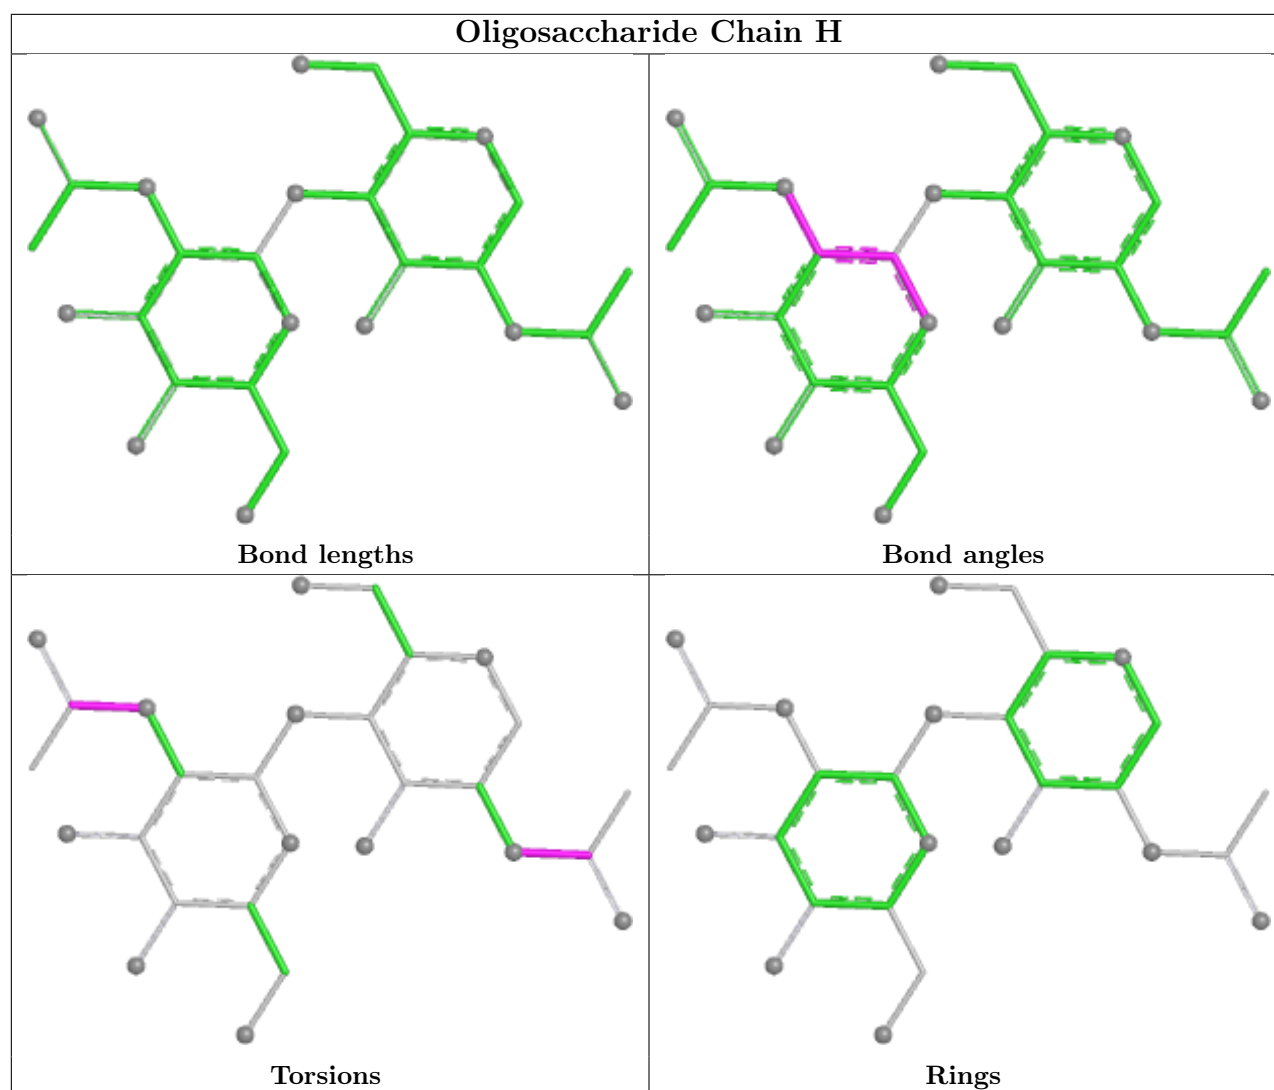 Oligosaccharide Chain H
Bond lengths
Bond angles
Torsions
Rings